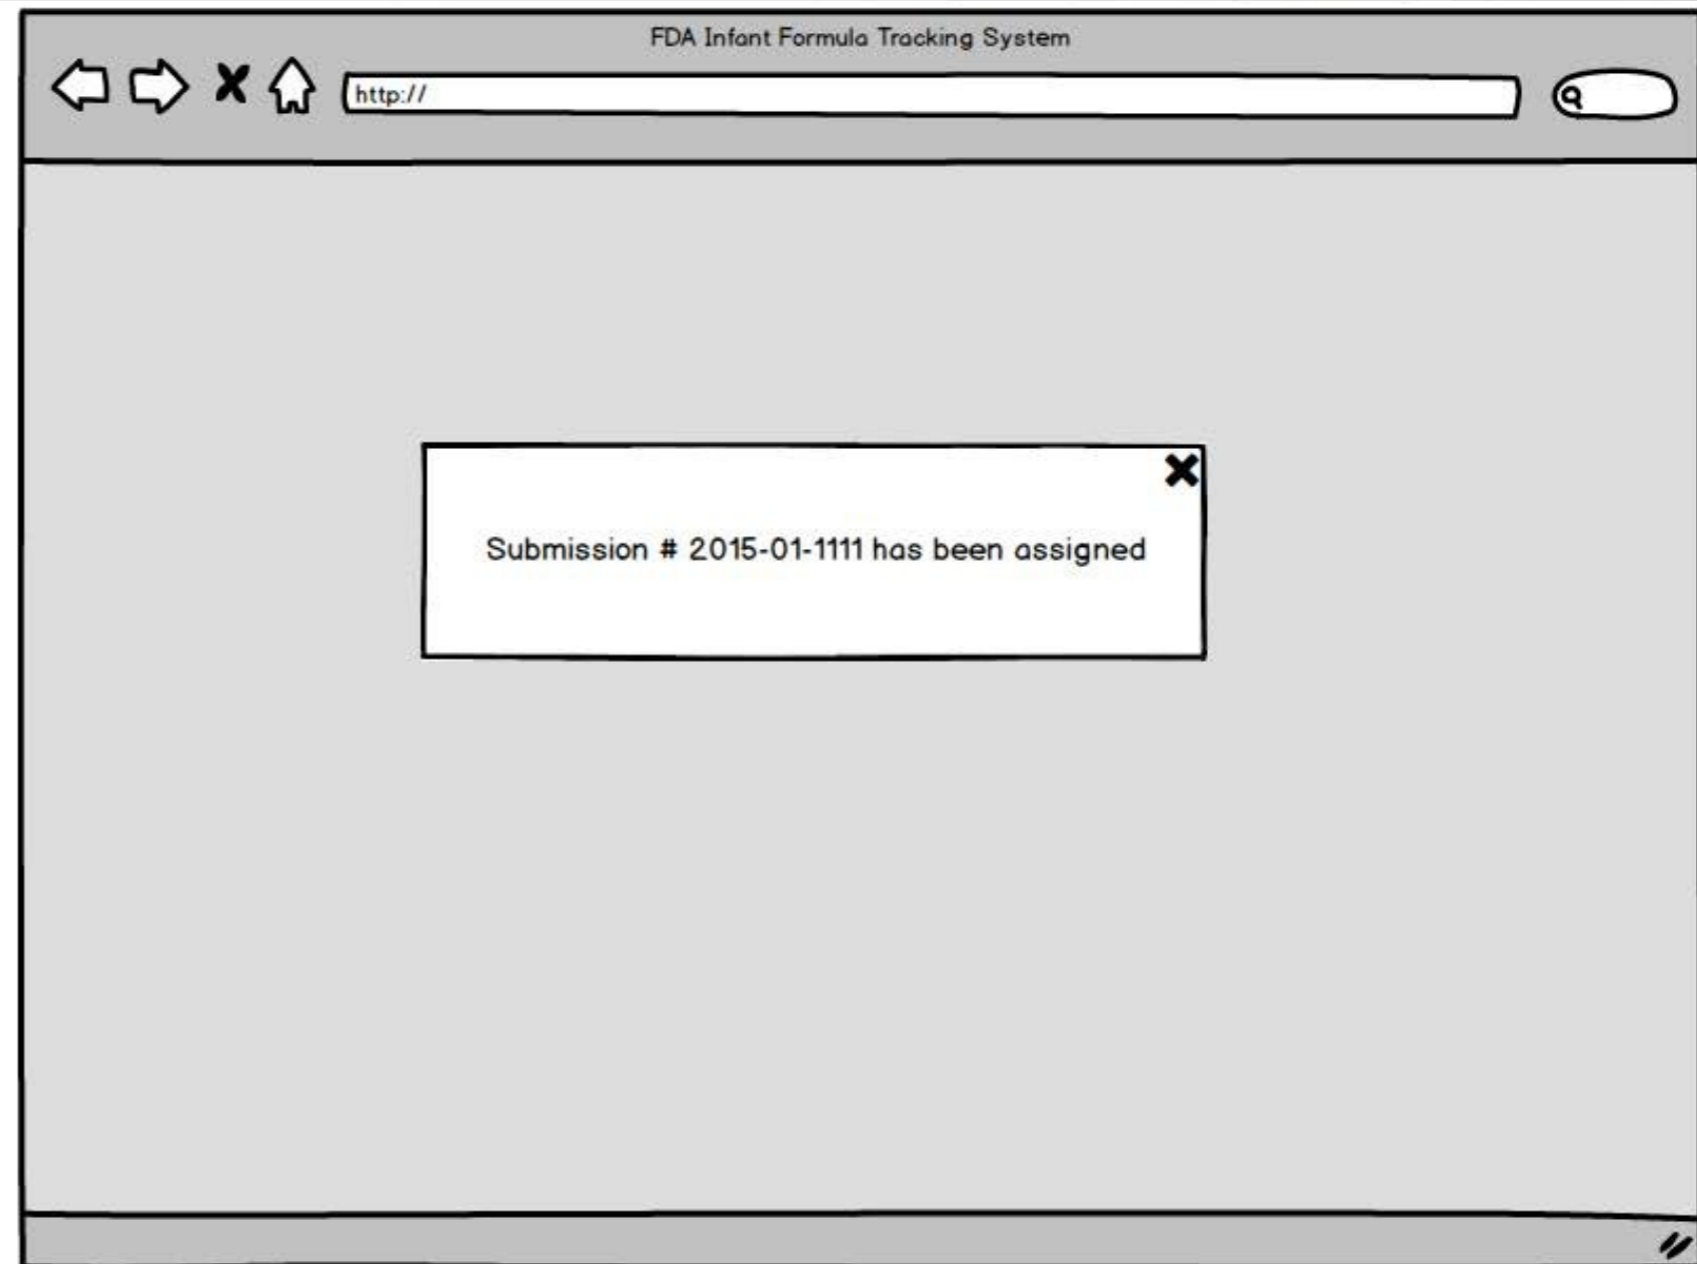 FDA Infant Formula Tracking System
http://
Submission # 2015-01-1111 has been assigned